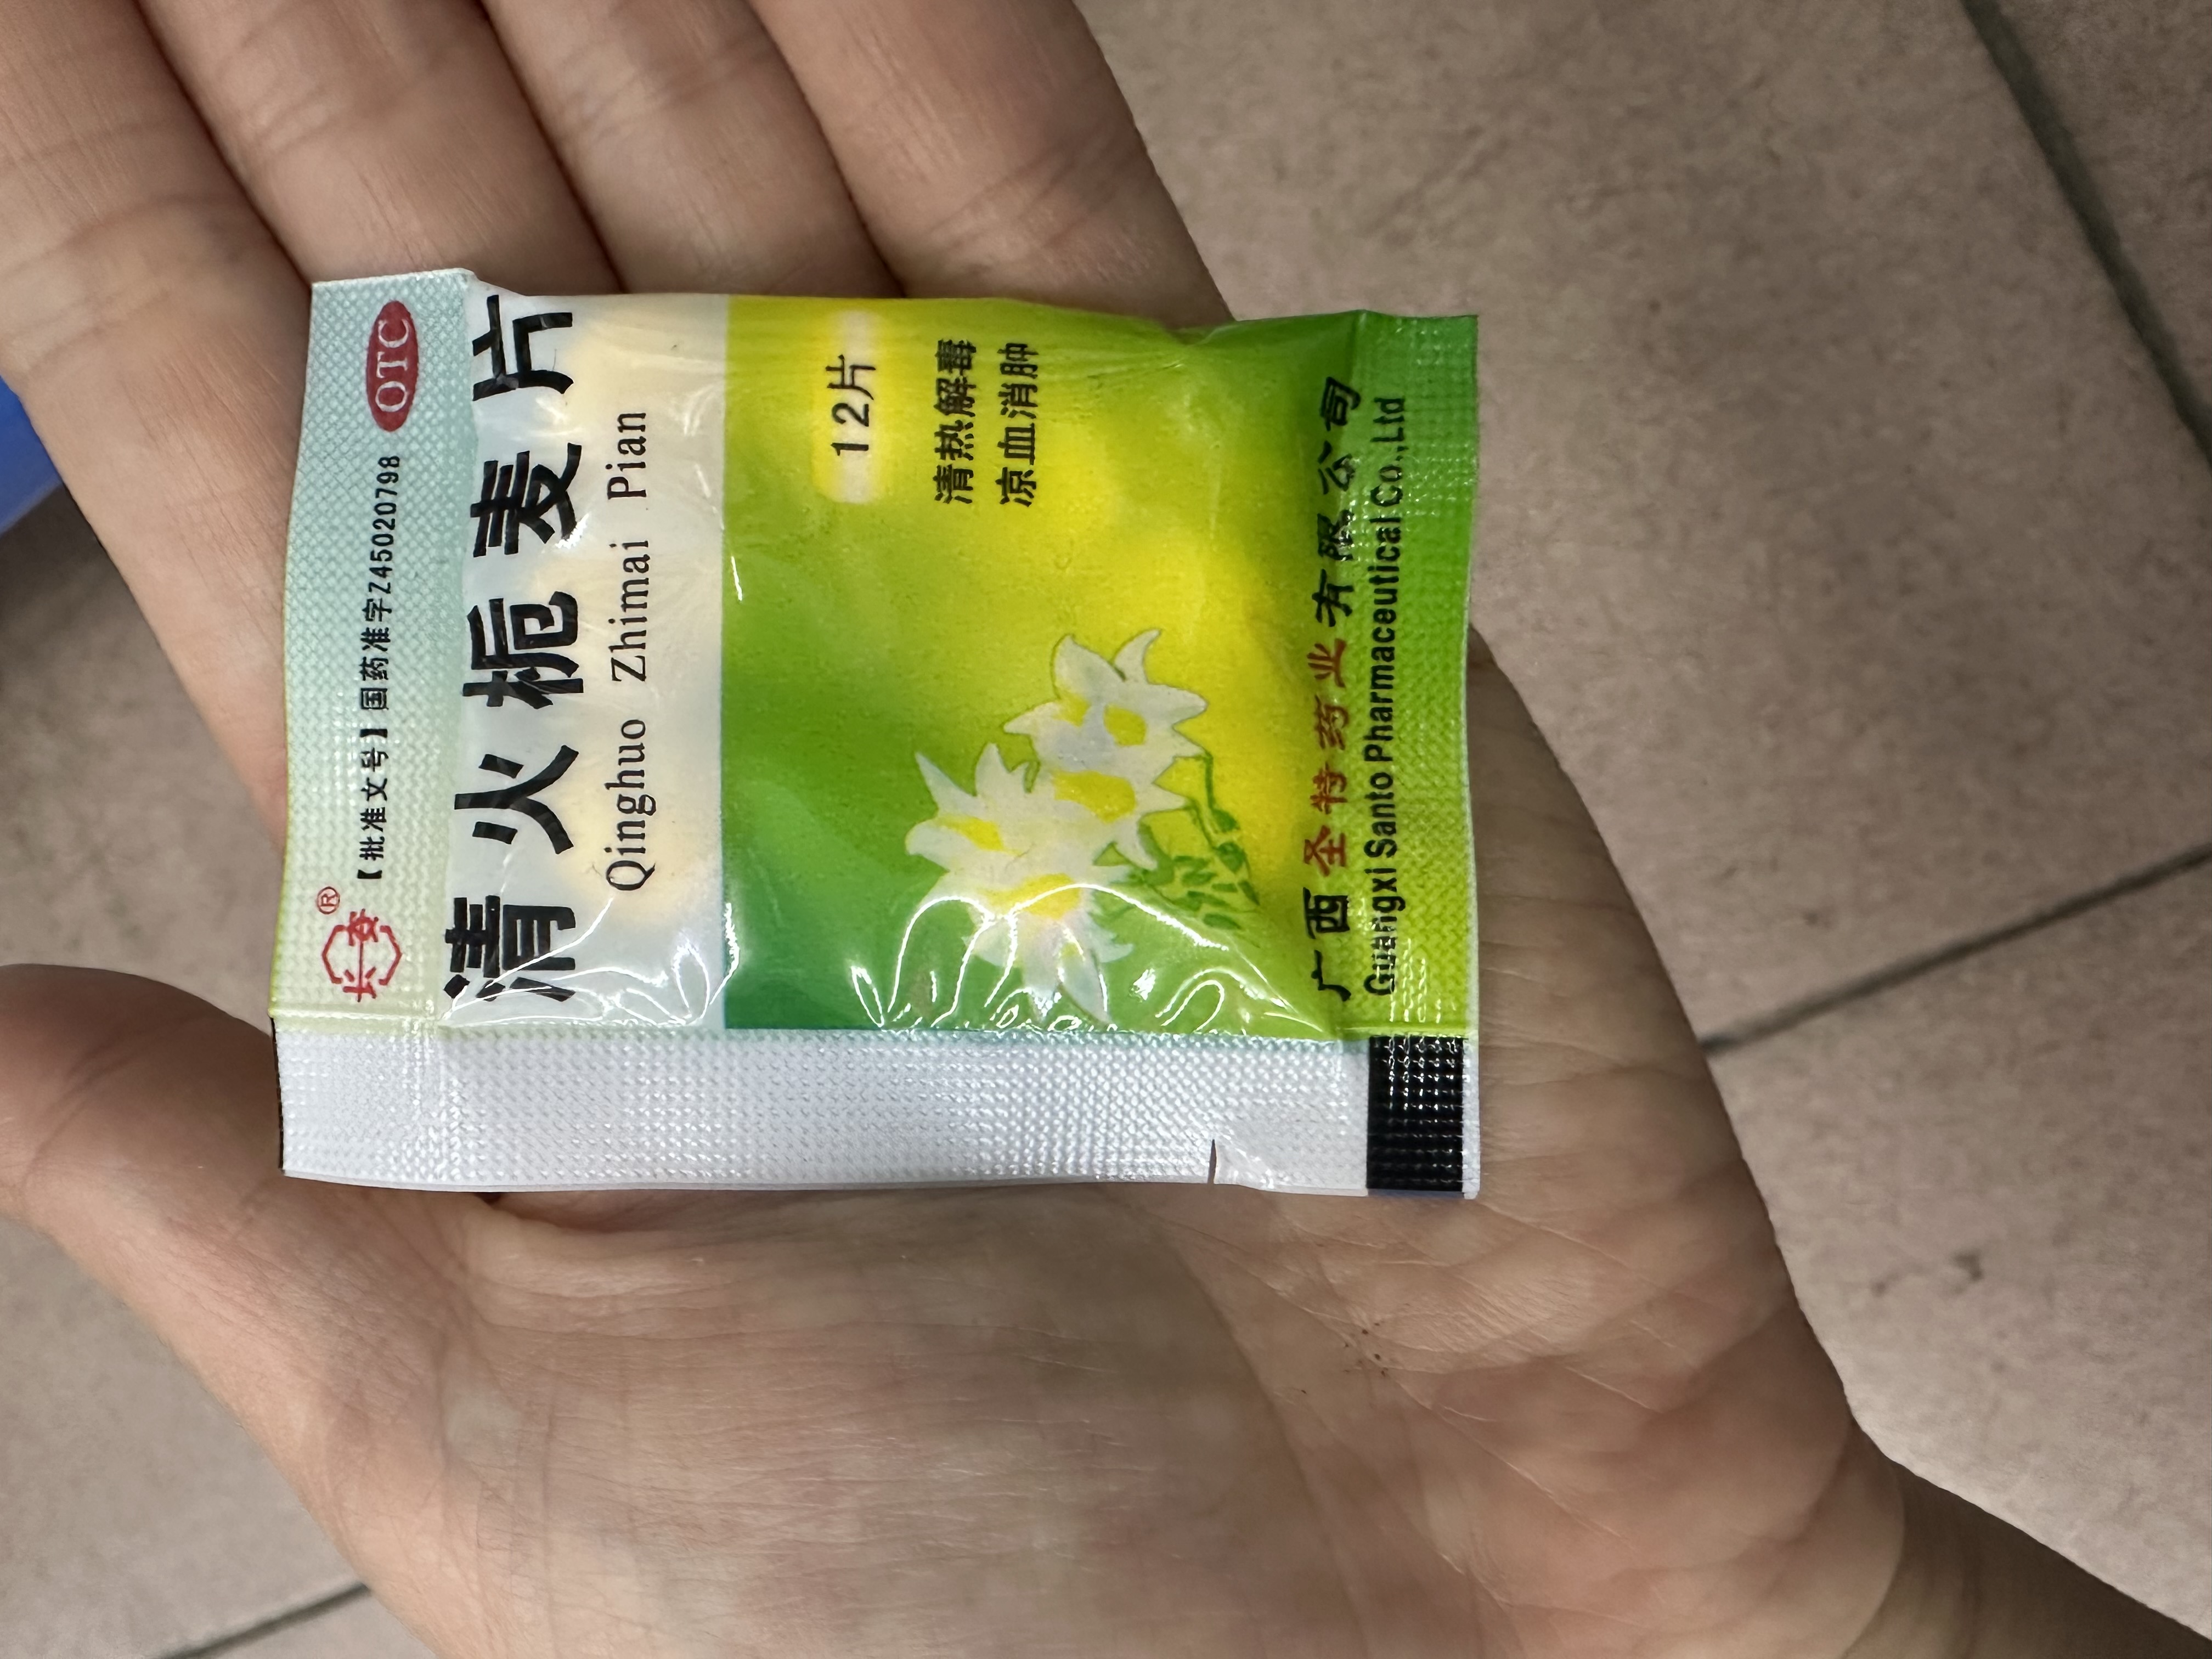 长安®
【批准文号】国药准字Z45020798
OTC
清火栀麦片
Qinghuo Zhimai Pian
12片
清热解毒
凉血消肿
广西圣特药业有限公司
Guangxi Santo Pharmaceutical Co.,Ltd